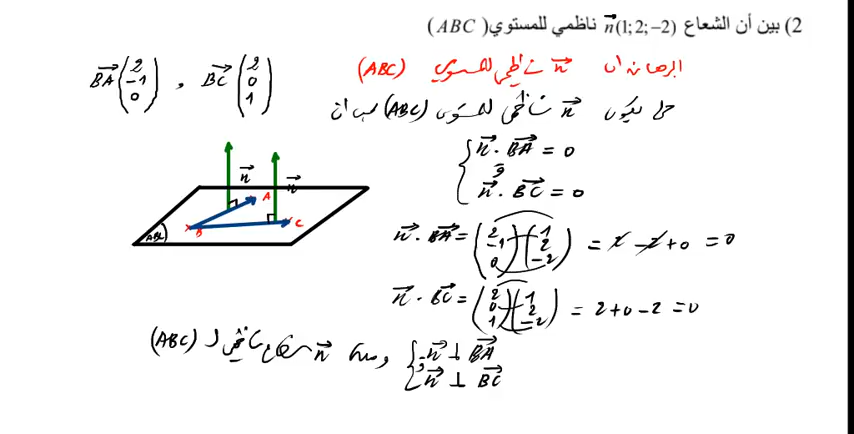 2) بين أن الشعاع n⃗(1;2;−2) ناظمي للمستوي (ABC)
البرهان أن n⃗ ناظمي للمستوي (ABC)
BA⃗ (2 −1 0) , BC⃗ (2 0 1)
حتى يكون n⃗ ناظمي للمستوي (ABC) يجب أن
{ n⃗ . BA⃗ = 0
و
n⃗ . BC⃗ = 0
n⃗ n⃗
A
B C
(ABC)
n⃗ . BA⃗ = (2 −1 0)(1 2 −2) = 2 − 2 + 0 = 0
n⃗ . BC⃗ = (2 0 1)(1 2 −2) = 2 + 0 − 2 = 0
{ n⃗ ⊥ BA⃗
و
n⃗ ⊥ BC⃗
ومنه n⃗ شعاع ناظمي لـ (ABC)